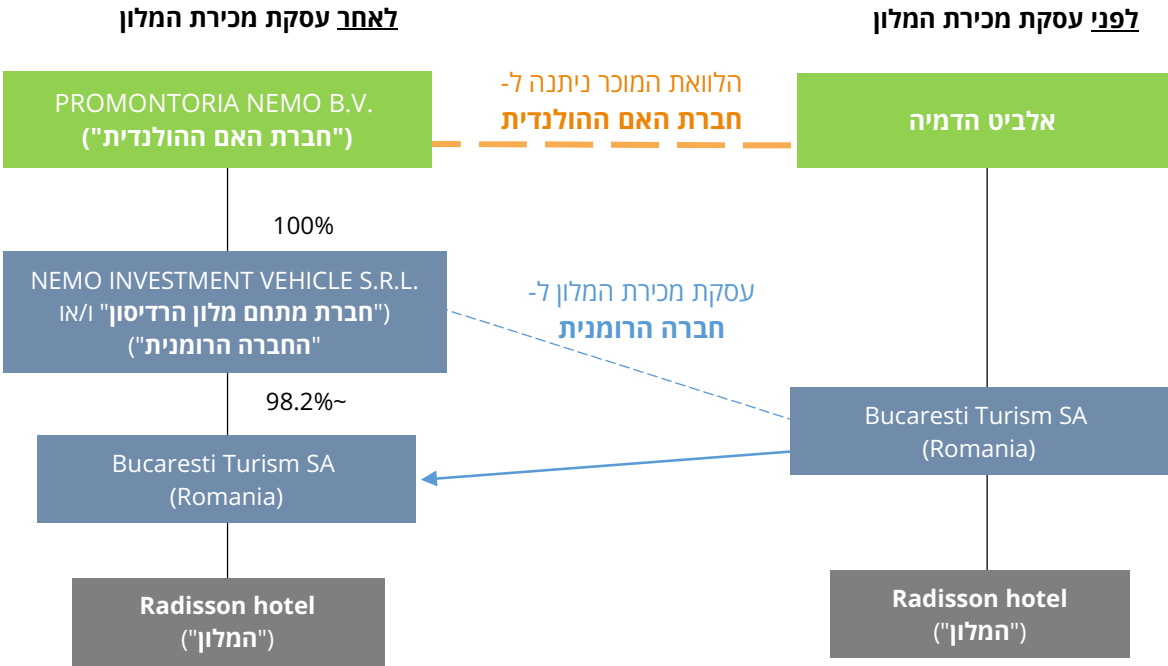 לפני עסקת מכירת המלון
לאחר עסקת מכירת המלון
אלביט הדמיה
הלוואת המוכר ניתנה ל-
חברת האם ההולנדית
PROMONTORIA NEMO B.V.
("חברת האם ההולנדית")
100%
NEMO INVESTMENT VEHICLE S.R.L.
("חברת מתחם מלון הרדיסון" ו/או
"החברה הרומנית")
עסקת מכירת המלון ל-
חברה הרומנית
~98.2%
Bucaresti Turism SA
(Romania)
Bucaresti Turism SA
(Romania)
Radisson hotel
("המלון")
Radisson hotel
("המלון")